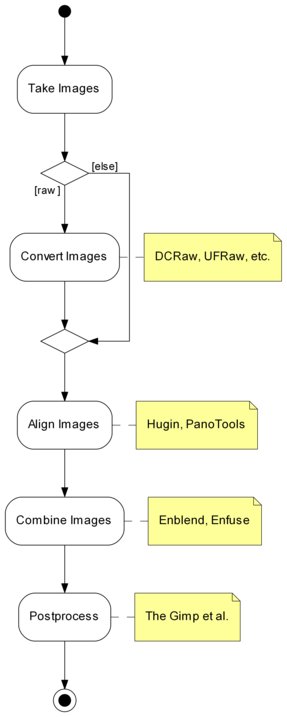 Take Images
[else]
[raw ]
Convert Images
DCRaw, UFRaw, etc.
Align Images
Hugin, PanoTools
Combine Images
Enblend, Enfuse
Postprocess
The Gimp et al.